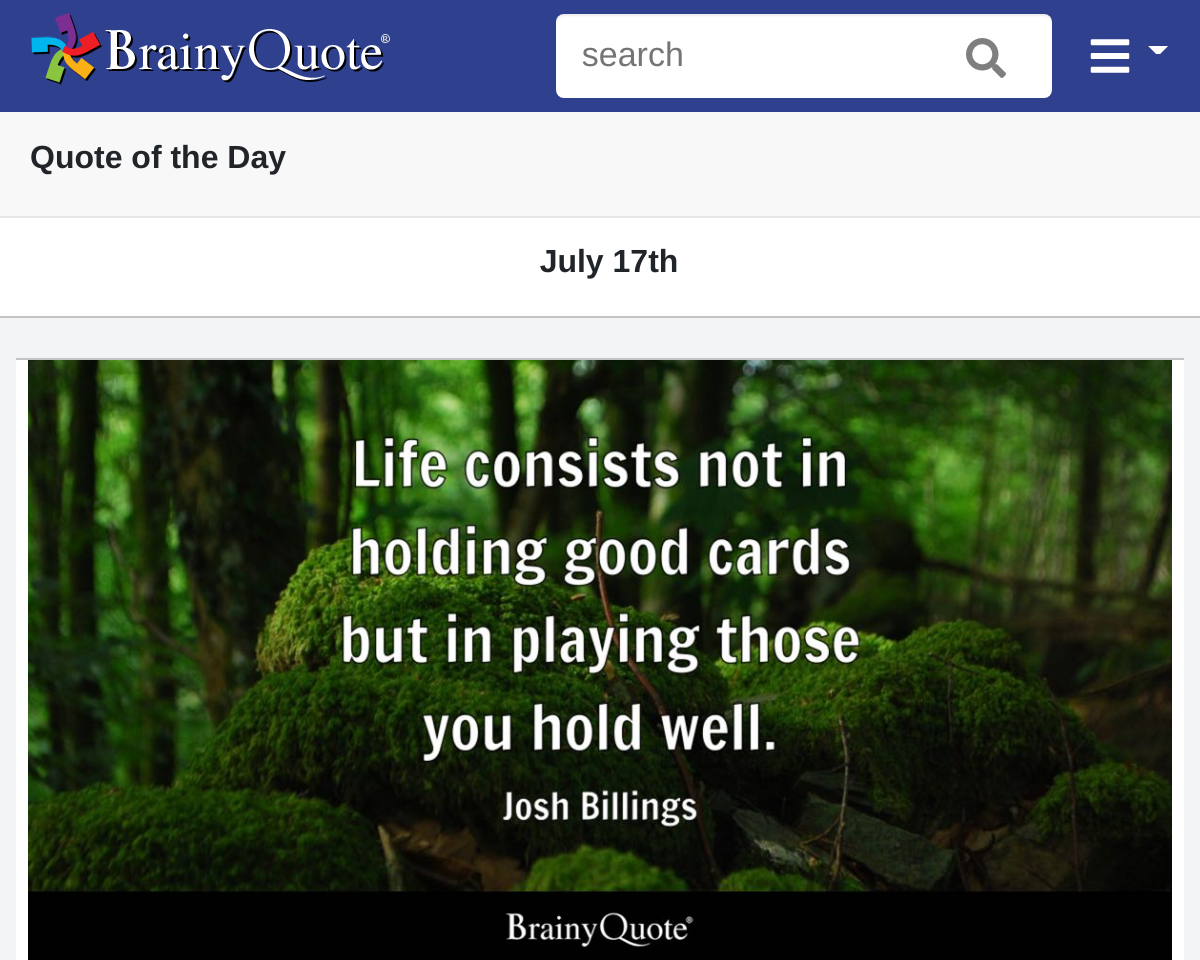 BrainyQuote®
search
Quote of the Day
July 17th
Life consists not in
holding good cards
but in playing those
you hold well.
Josh Billings
BrainyQuote®